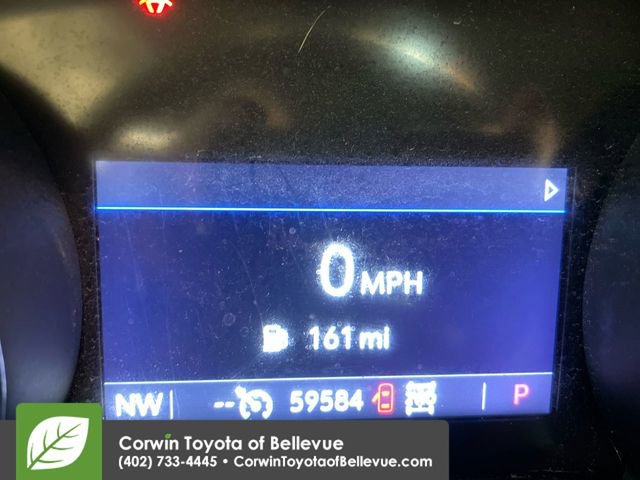 0 MPH
161 mi
NW -- 59584 P
Corwin Toyota of Bellevue
(402) 733-4445 • CorwinToyotaofBellevue.com